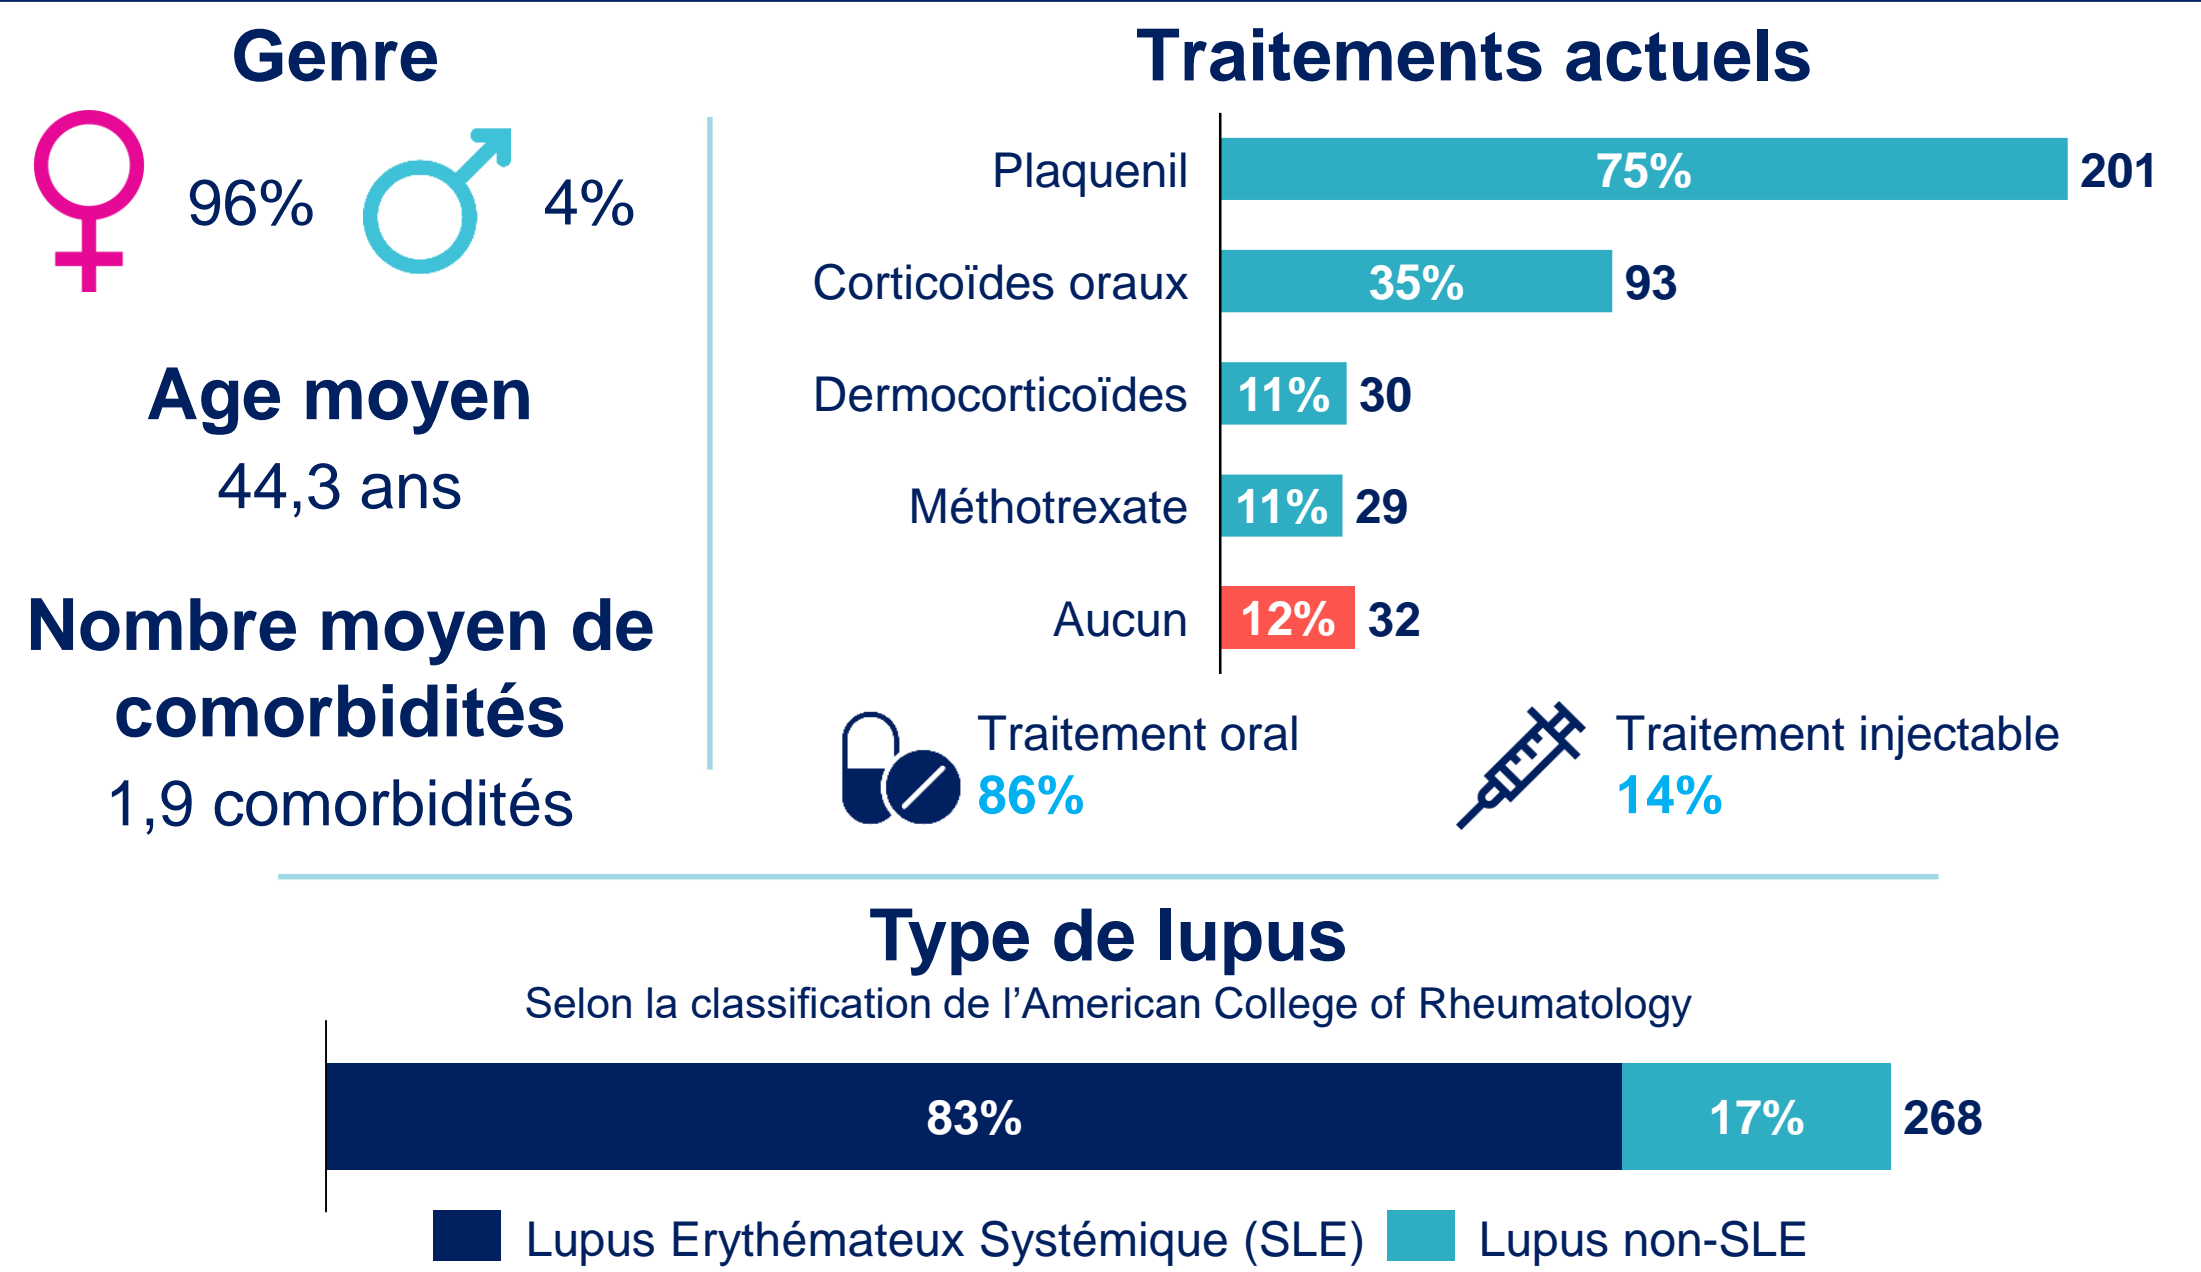 Genre
96%
4%
Age moyen
44,3 ans
Nombre moyen de
comorbidités
1,9 comorbidités
Traitements actuels
Plaquenil 75% 201
Corticoïdes oraux 35% 93
Dermocorticoïdes 11% 30
Méthotrexate 11% 29
Aucun 12% 32
Traitement oral
86%
Traitement injectable
14%
Type de lupus
Selon la classification de l’American College of Rheumatology
83% 17% 268
Lupus Erythémateux Systémique (SLE) Lupus non-SLE